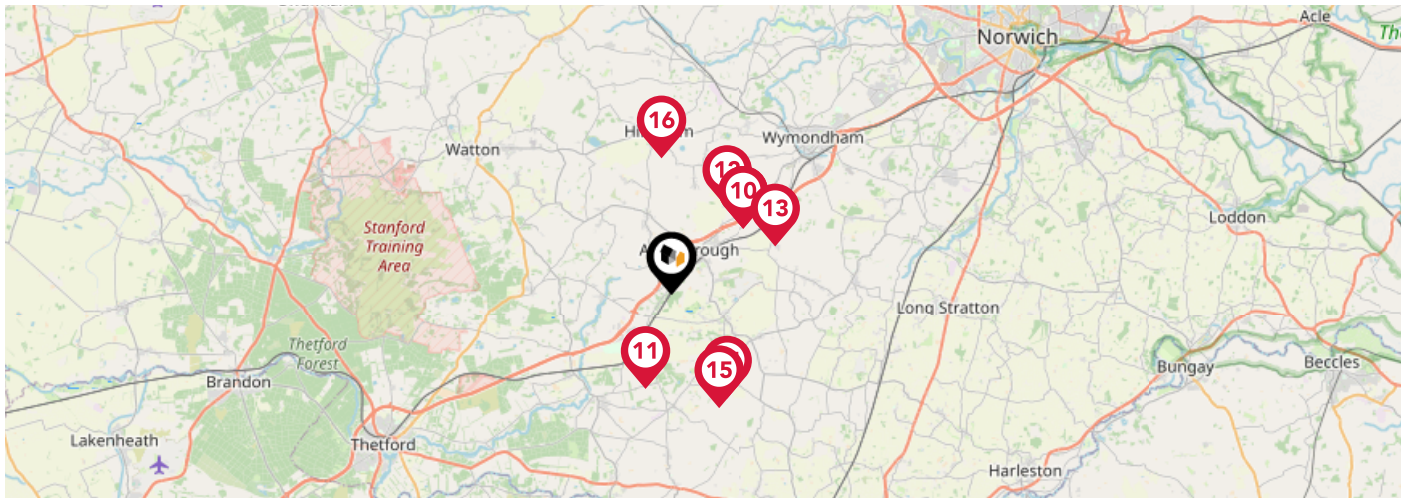 Acle
Norwich
16
Wymondham
Watton
10
13
Stanford
Training
Area
Loddon
Long Stratton
Thetford
Forest
11
15
Brandon
Bungay
Beccles
Lakenheath
Thetford
Harleston